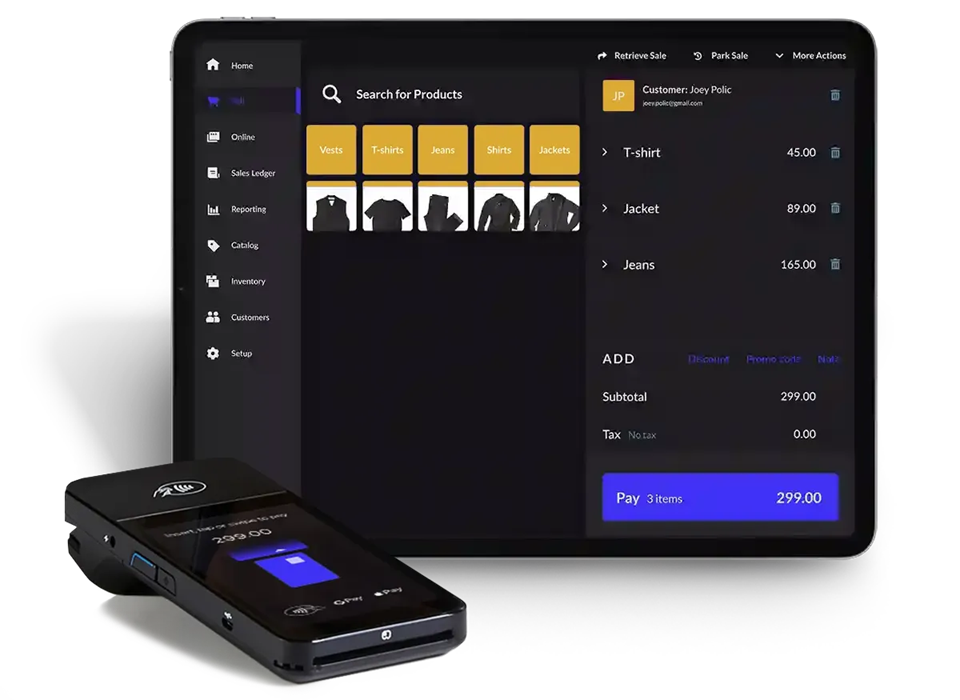 Home
Online
Sales Ledger
Reporting
Catalog
Inventory
Customers
Setup
Search for Products
Vests T-shirts Jeans Shirts Jackets
Retrieve Sale Park Sale More Actions
JP
Customer: Joey Polic
joey.polic@gmail.com
T-shirt 45.00
Jacket 89.00
Jeans 165.00
ADD Discount Promo code Note
Subtotal 299.00
Tax No tax 0.00
Pay 3 items 299.00
Insert, tap or swipe to pay
299.00
G Pay Pay